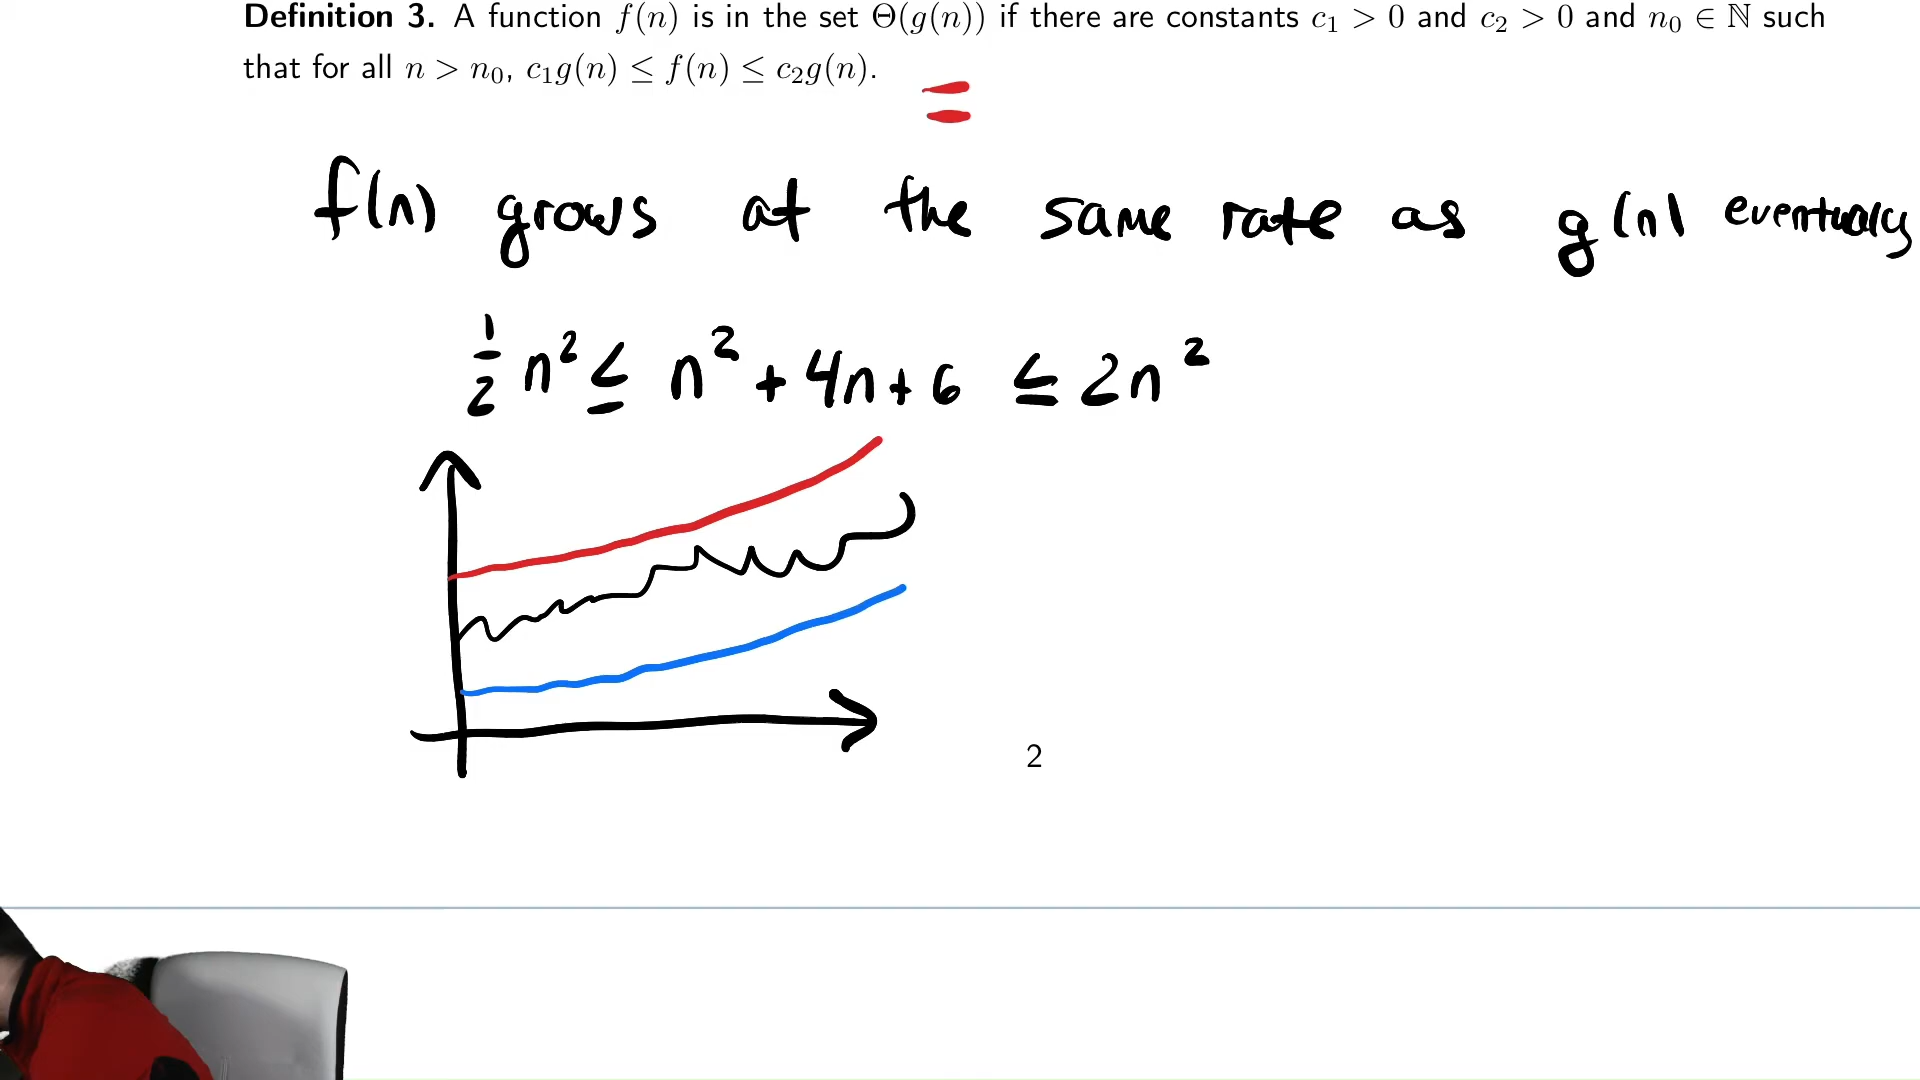 Definition 3. A function f(n) is in the set Θ(g(n)) if there are constants c₁ > 0 and c₂ > 0 and n₀ ∈ ℕ such
that for all n > n₀, c₁g(n) ≤ f(n) ≤ c₂g(n).
=
f(n) grows at the same rate as g(n) eventually
½ n² ≤ n² + 4n + 6 ≤ 2n²
2